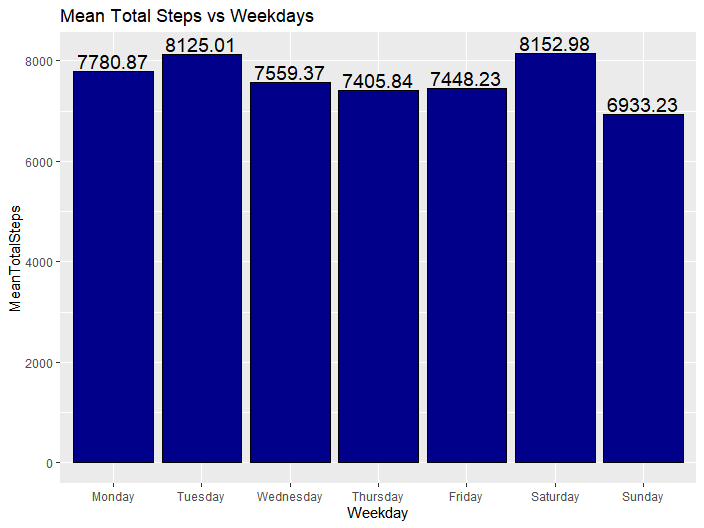 Mean Total Steps vs Weekdays
7780.87
8125.01
7559.37
7405.84
7448.23
8152.98
6933.23
MeanTotalSteps
8000
6000
4000
2000
0
Monday
Tuesday
Wednesday
Thursday
Friday
Saturday
Sunday
Weekday